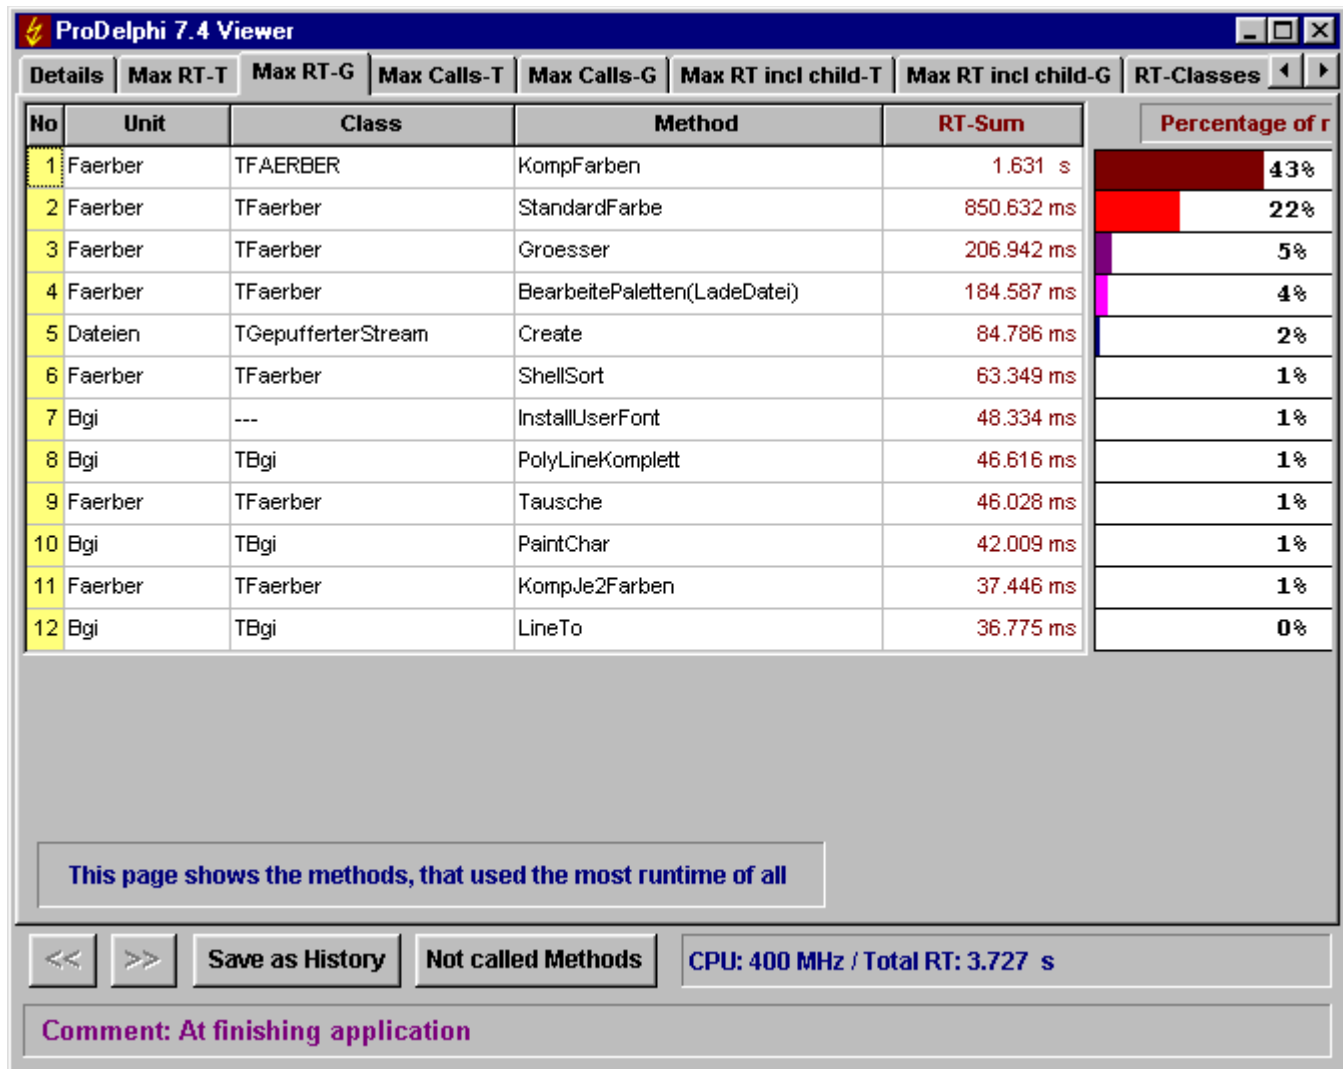 ProDelphi 7.4 Viewer
Details Max RT-T Max RT-G Max Calls-T Max Calls-G Max RT incl child-T Max RT incl child-G RT-Classes
No Unit Class Method RT-Sum Percentage of r
1 Faerber TFAERBER KompFarben 1.631 s 43%
2 Faerber TFaerber StandardFarbe 850.632 ms 22%
3 Faerber TFaerber Groesser 206.942 ms 5%
4 Faerber TFaerber BearbeitePaletten(LadeDatei) 184.587 ms 4%
5 Dateien TGepufferterStream Create 84.786 ms 2%
6 Faerber TFaerber ShellSort 63.349 ms 1%
7 Bgi --- InstallUserFont 48.334 ms 1%
8 Bgi TBgi PolyLineKomplett 46.616 ms 1%
9 Faerber TFaerber Tausche 46.028 ms 1%
10 Bgi TBgi PaintChar 42.009 ms 1%
11 Faerber TFaerber KompJe2Farben 37.446 ms 1%
12 Bgi TBgi LineTo 36.775 ms 0%
This page shows the methods, that used the most runtime of all
<< >> Save as History Not called Methods CPU: 400 MHz / Total RT: 3.727 s
Comment: At finishing application